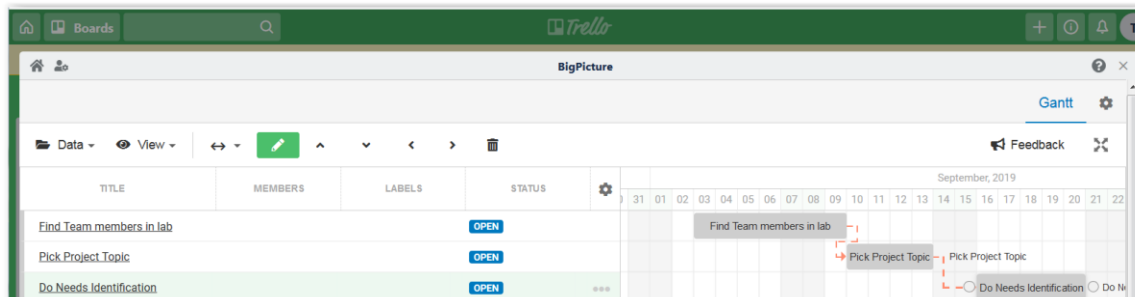 Boards
Trello
BigPicture
Gantt
Data
View
Feedback
TITLE MEMBERS LABELS STATUS
September, 2019
31 01 02 03 04 05 06 07 08 09 10 11 12 13 14 15 16 17 18 19 20 21 22
Find Team members in lab OPEN Find Team members in lab
Pick Project Topic OPEN Pick Project Topic Pick Project Topic
Do Needs Identification OPEN Do Needs Identification Do